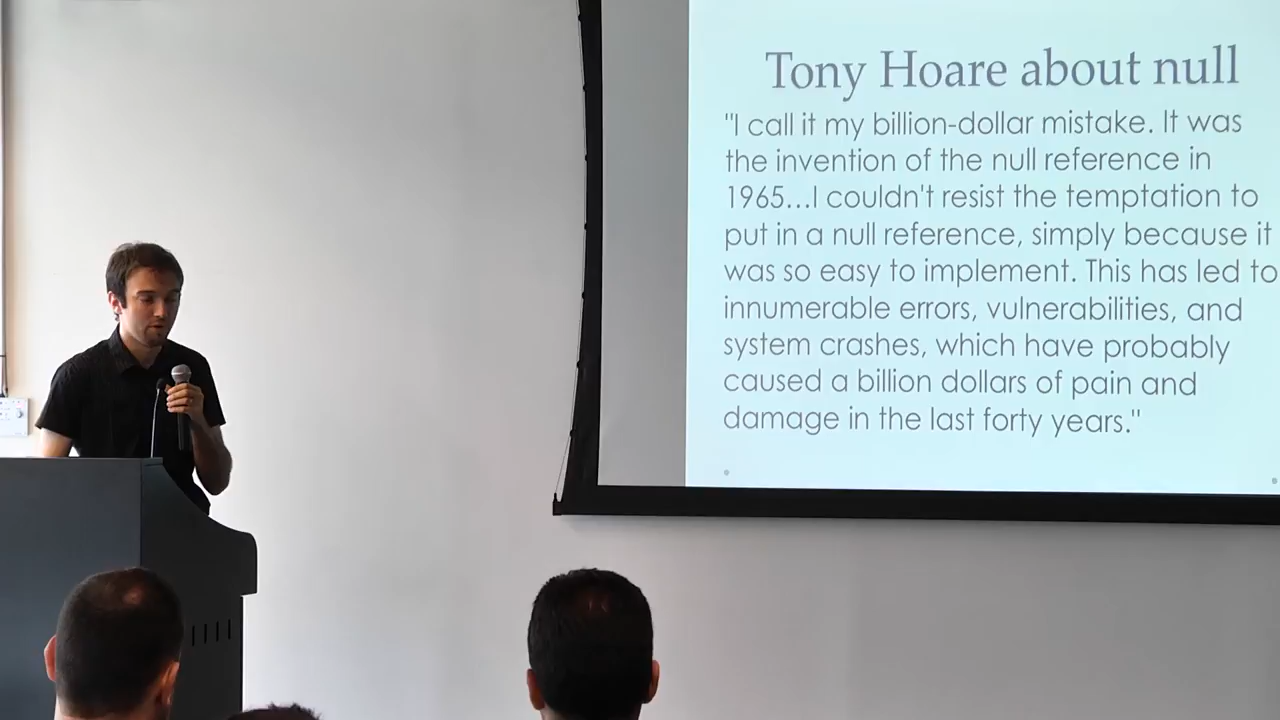 Tony Hoare about null
"I call it my billion-dollar mistake. It was
the invention of the null reference in
1965...I couldn't resist the temptation to
put in a null reference, simply because it
was so easy to implement. This has led to
innumerable errors, vulnerabilities, and
system crashes, which have probably
caused a billion dollars of pain and
damage in the last forty years."